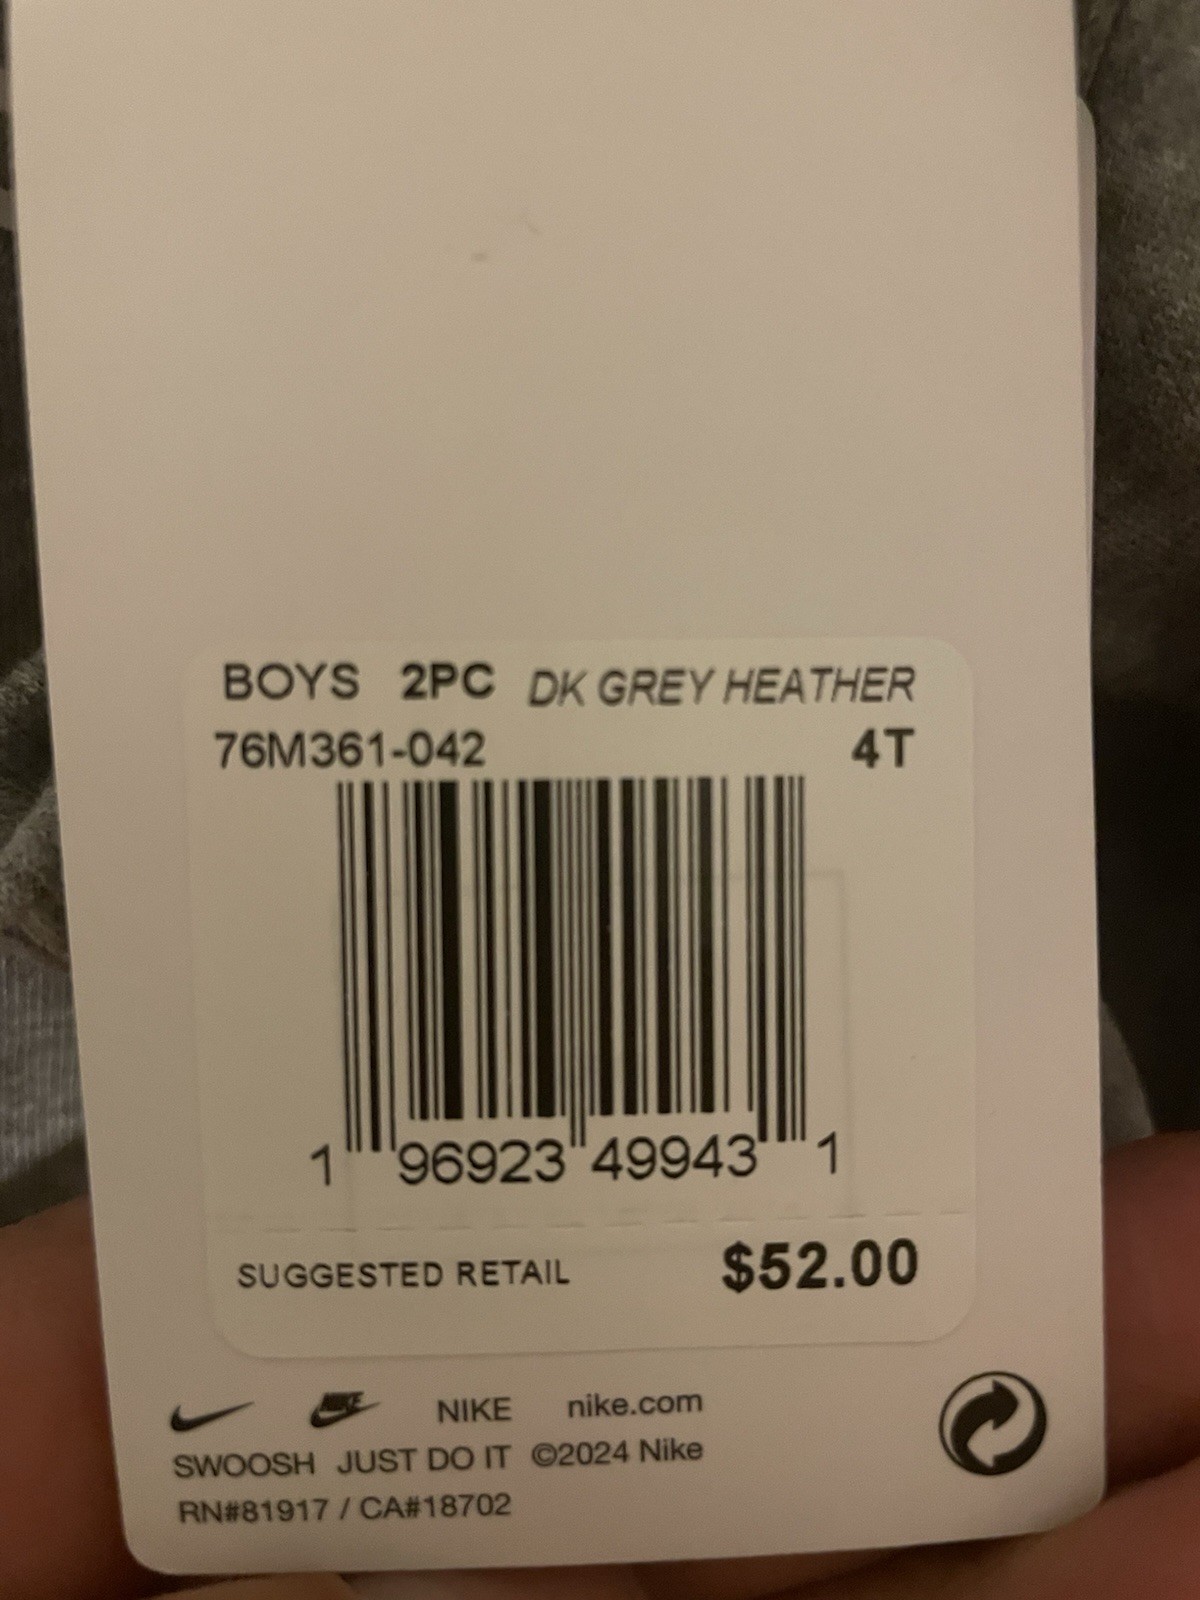 BOYS 2PC DK GREY HEATHER
76M361-042 4T
1 96923 49943 1
SUGGESTED RETAIL $52.00
NIKE NIKE nike.com
SWOOSH JUST DO IT ©2024 Nike
RN#81917 / CA#18702